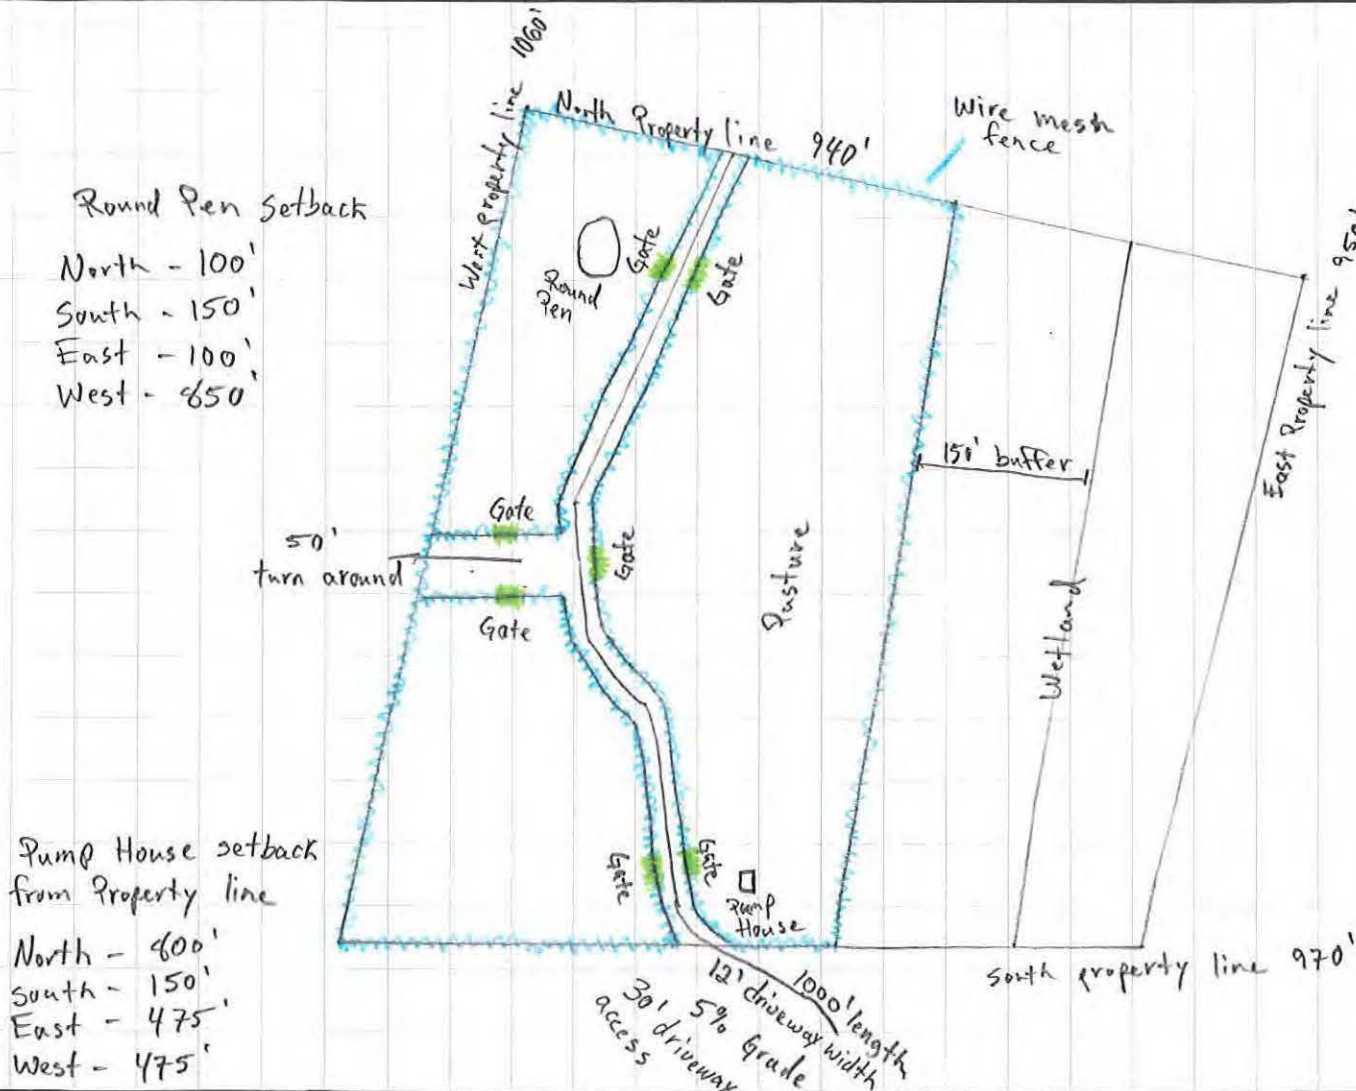 West property line 1060'
North Property line 940'
Wire mesh
fence
Round Pen setback
North - 100'
South - 150'
East - 100'
West - 850'
Round
Pen
Gate
Gate
East Property line 950'
150' buffer
Gate
50'
turn around
Gate
Gate
Pasture
Wetland
Pump House setback
from Property line
North - 800'
South - 150'
East - 475'
West - 475'
Gate
Gate
Pump
House
South property line 970'
1000' length
12' driveway width
5% Grade
30' driveway
access